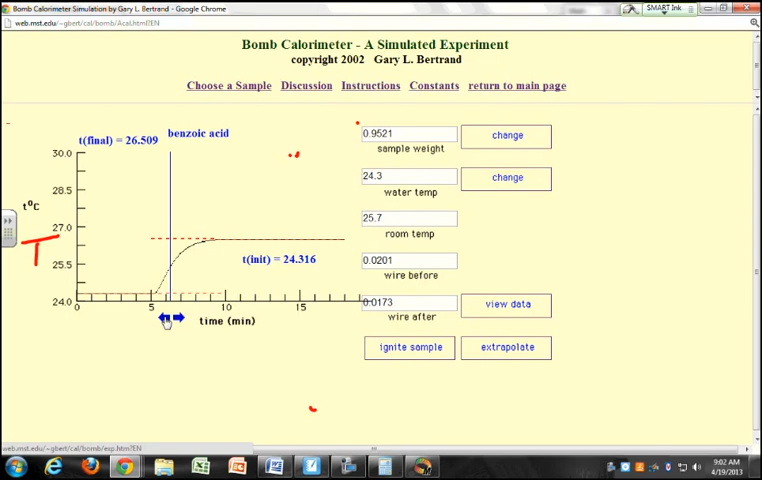 Bomb Calorimeter Simulation by Gary L. Bertrand - Google Chrome
SMART Ink
web.mst.edu/~gbert/cal/bomb/Acal.html?EN
Bomb Calorimeter - A Simulated Experiment
copyright 2002 Gary L. Bertrand
Choose a Sample Discussion Instructions Constants return to main page
t(final) = 26.509 benzoic acid
30.0
28.5
t⁰C
27.0
25.5
24.0
T
t(init) = 24.316
0 5 10 15
time (min)
0.9521 change
sample weight
24.3 change
water temp
25.7
room temp
0.0201
wire before
0.0173 view data
wire after
ignite sample extrapolate
web.mst.edu/~gbert/cal/bomb/exp.htm?EN
9:02 AM
4/19/2013